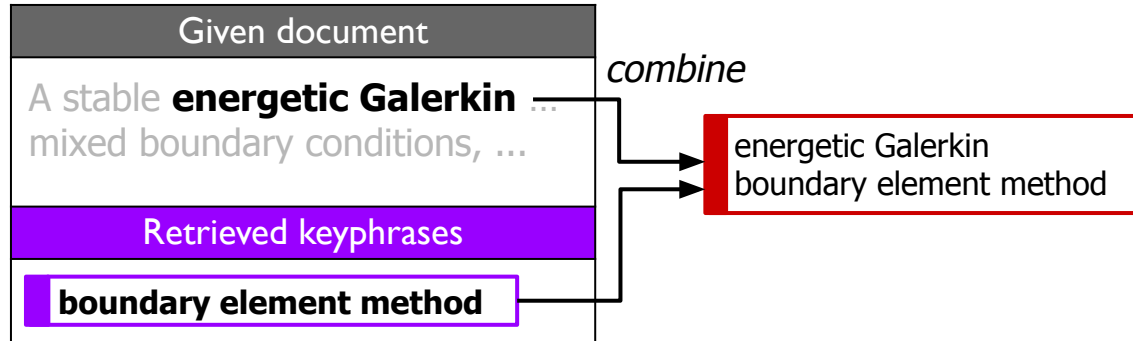 Given document
combine
A stable energetic Galerkin ...
mixed boundary conditions, ...
energetic Galerkin
boundary element method
Retrieved keyphrases
boundary element method